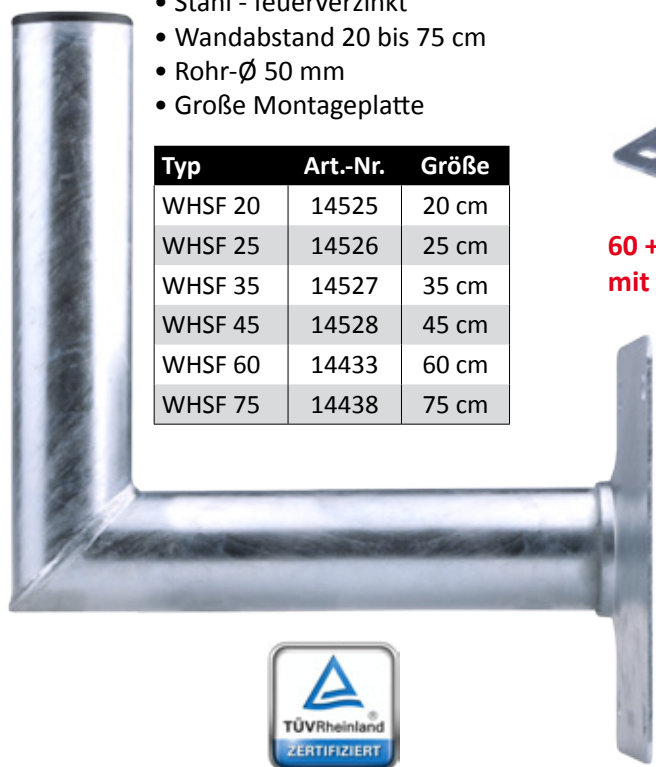 • Stahl - feuerverzinkt
• Wandabstand 20 bis 75 cm
• Rohr-Ø 50 mm
• Große Montageplatte
Typ Art.-Nr. Größe
WHSF 20 14525 20 cm
WHSF 25 14526 25 cm
WHSF 35 14527 35 cm
WHSF 45 14528 45 cm
WHSF 60 14433 60 cm
WHSF 75 14438 75 cm
60 +
mit
TÜVRheinland®
ZERTIFIZIERT